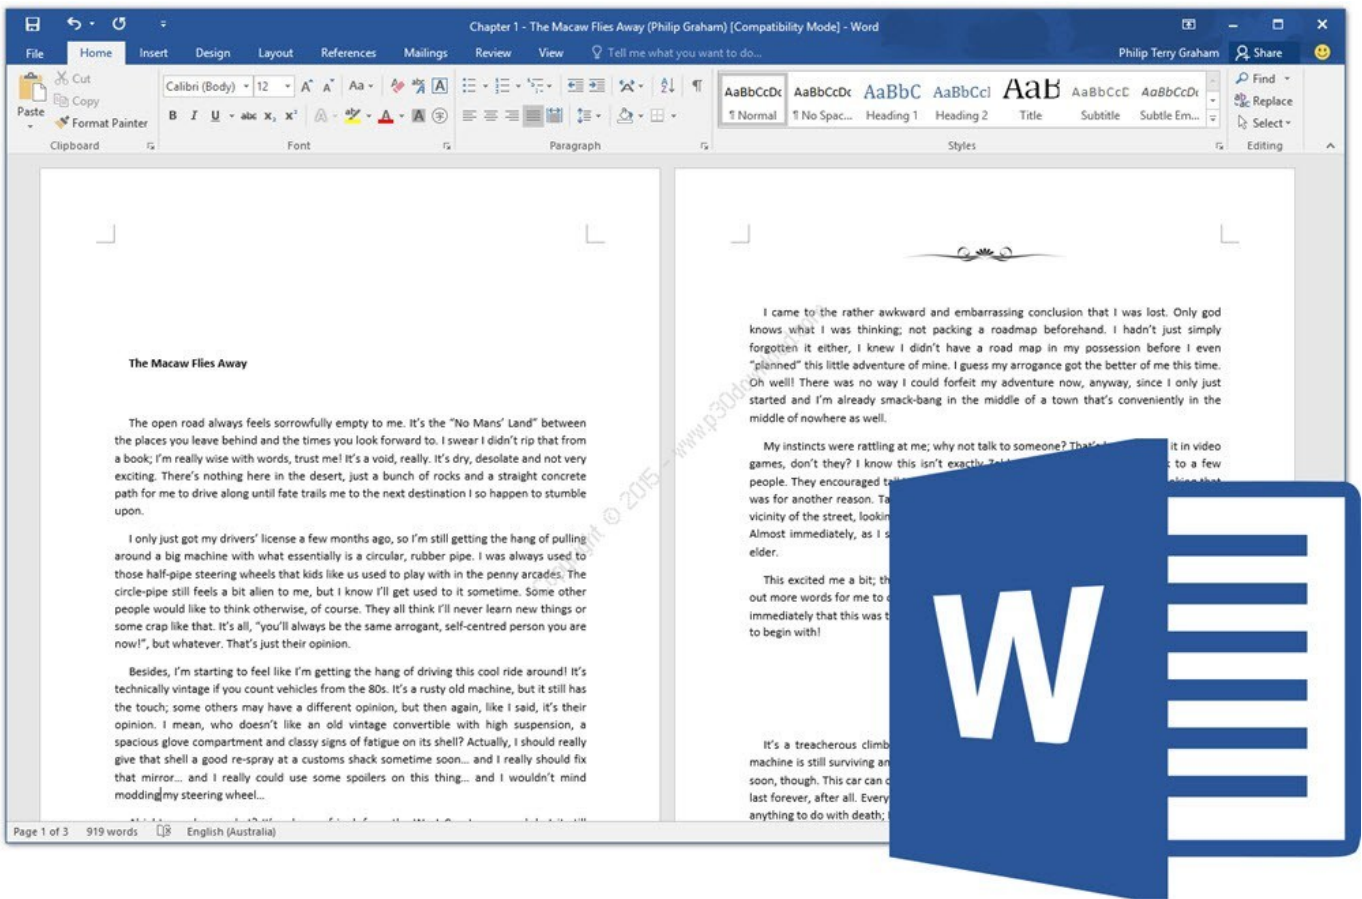 Chapter 1 - The Macaw Flies Away (Philip Graham) [Compatibility Mode] - Word
File Home Insert Design Layout References Mailings Review View Tell me what you want to do... Philip Terry Graham Share
Cut
Copy
Paste
Format Painter
Clipboard
Calibri (Body) 12
Font
Paragraph
AaBbCcDc AaBbCcDc AaBbC AaBbCcI AaB AaBbCcD AaBbCcDc
¶ Normal ¶ No Spac... Heading 1 Heading 2 Title Subtitle Subtle Em...
Styles
Find
Replace
Select
Editing
The Macaw Flies Away
The open road always feels sorrowfully empty to me. It's the "No Mans' Land" between
the places you leave behind and the times you look forward to. I swear I didn't rip that from
a book; I'm really wise with words, trust me! It's a void, really. It's dry, desolate and not very
exciting. There's nothing here in the desert, just a bunch of rocks and a straight concrete
path for me to drive along until fate trails me to the next destination I so happen to stumble
upon.
I only just got my drivers' license a few months ago, so I'm still getting the hang of pulling
around a big machine with what essentially is a circular, rubber pipe. I was always used to
those half-pipe steering wheels that kids like us used to play with in the penny arcades. The
circle-pipe still feels a bit alien to me, but I know I'll get used to it sometime. Some other
people would like to think otherwise, of course. They all think I'll never learn new things or
some crap like that. It's all, "you'll always be the same arrogant, self-centred person you are
now!", but whatever. That's just their opinion.
Besides, I'm starting to feel like I'm getting the hang of driving this cool ride around! It's
technically vintage if you count vehicles from the 80s. It's a rusty old machine, but it still has
the touch; some others may have a different opinion, but then again, like I said, it's their
opinion. I mean, who doesn't like an old vintage convertible with high suspension, a
spacious glove compartment and classy signs of fatigue on its shell? Actually, I should really
give that shell a good re-spray at a customs shack sometime soon... and I really should fix
that mirror... and I really could use some spoilers on this thing... and I wouldn't mind
modding my steering wheel...
I came to the rather awkward and embarrassing conclusion that I was lost. Only god
knows what I was thinking; not packing a roadmap beforehand. I hadn't just simply
forgotten it either, I knew I didn't have a road map in my possession before I even
"planned" this little adventure of mine. I guess my arrogance got the better of me this time.
Oh well! There was no way I could forfeit my adventure now, anyway, since I only just
started and I'm already smack-bang in the middle of a town that's conveniently in the
middle of nowhere as well.
My instincts were rattling at me; why not talk to someone? That's it in video
games, don't they? I know this isn't exactly to a few
people. They encouraged that
was for another reason.
vicinity of the street,
Almost immediately, as I
elder.
This excited me a bit;
out more words for me to
immediately that this was
to begin with!
It's a treacherous climb
machine is still surviving
soon, though. This car can
last forever, after all.
anything to do with death;
Copyright © 2015 - www.p30download.com
Page 1 of 3 919 words English (Australia)
W